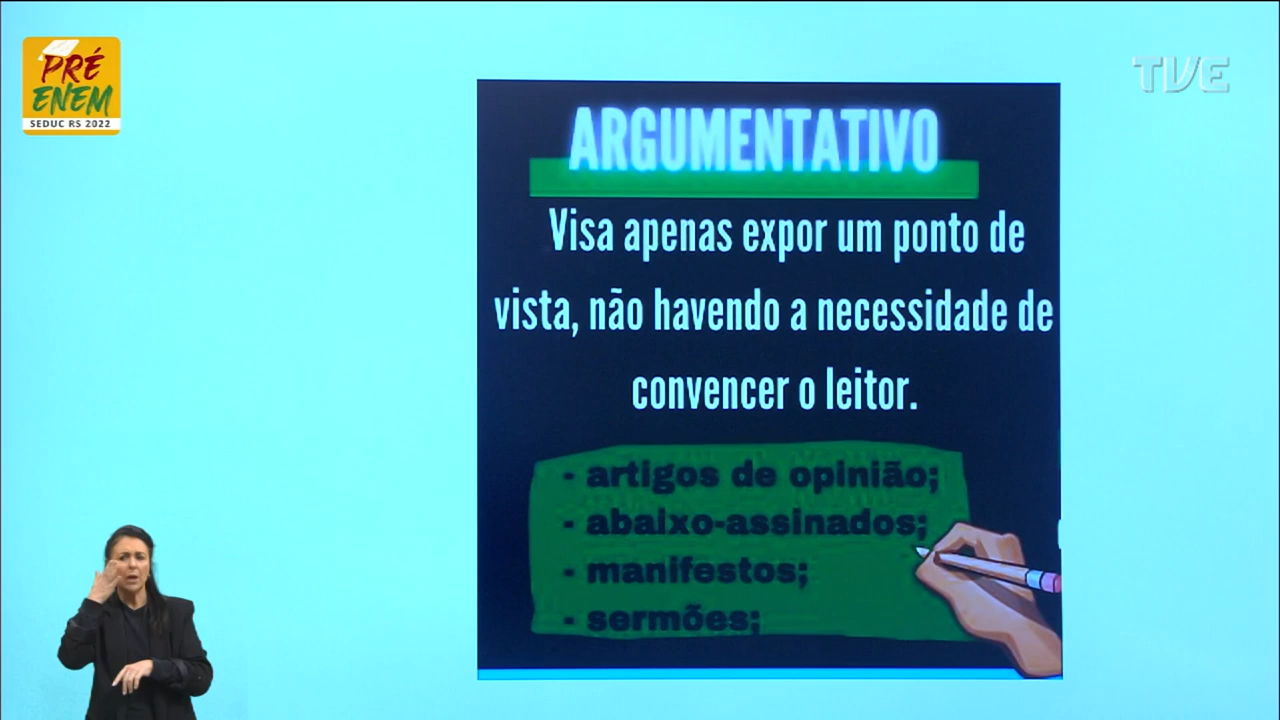 PRÉ
ENEM
SEDUC RS 2022
TVE
ARGUMENTATIVO
Visa apenas expor um ponto de
vista, não havendo a necessidade de
convencer o leitor.
- artigos de opinião;
- abaixo-assinados;
- manifestos;
- sermões;